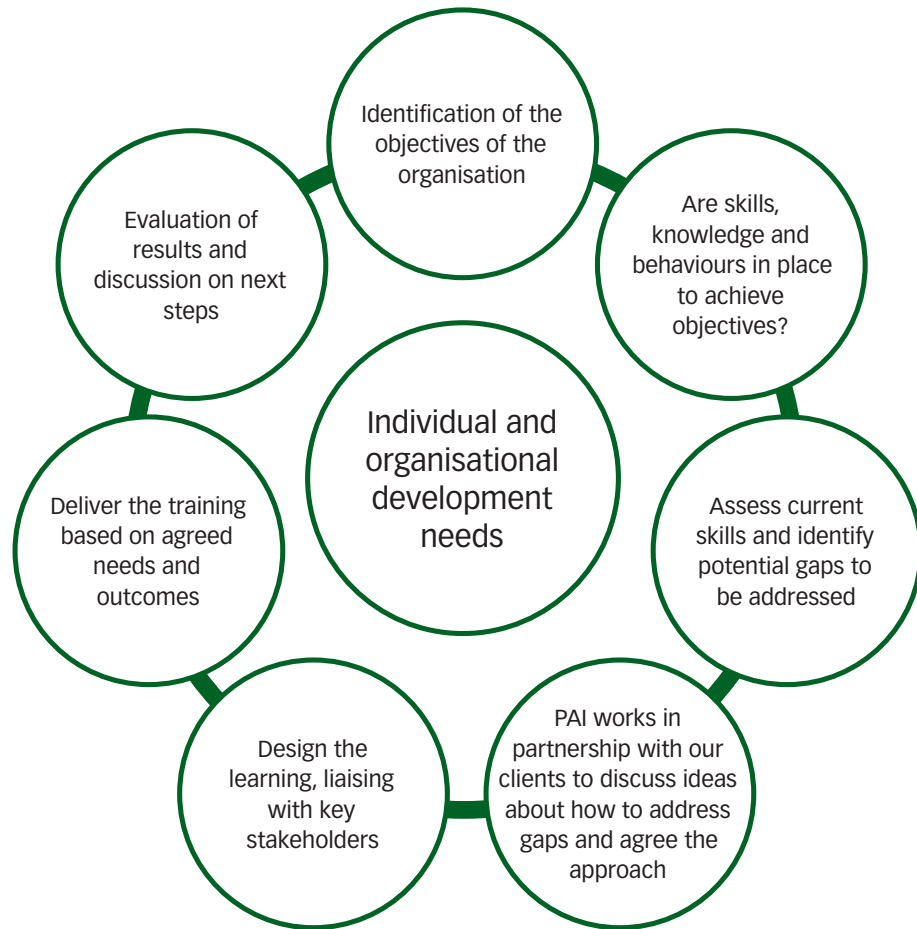 Identification of the
objectives of the
organisation
Are skills,
knowledge and
behaviours in place
to achieve
objectives?
Assess current
skills and identify
potential gaps to
be addressed
PAI works in
partnership with our
clients to discuss ideas
about how to address
gaps and agree the
approach
Design the
learning, liaising
with key
stakeholders
Deliver the training
based on agreed
needs and
outcomes
Evaluation of
results and
discussion on next
steps
Individual and
organisational
development
needs